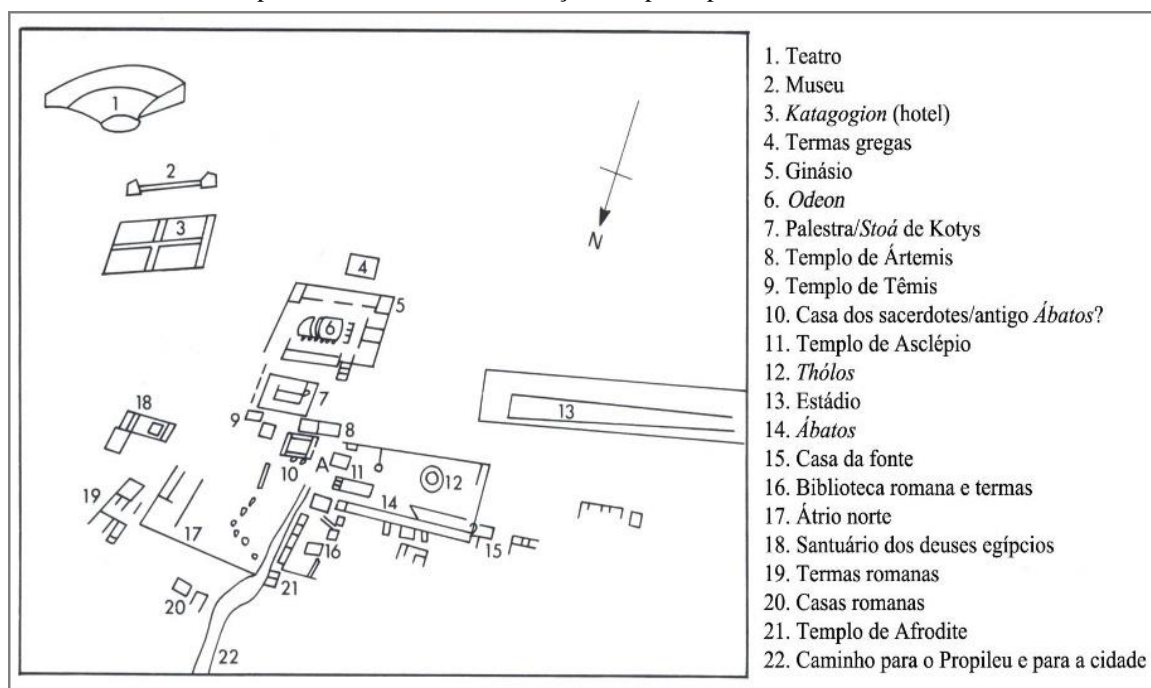 1. Teatro
2. Museu
3. Katagogion (hotel)
4. Termas gregas
5. Ginásio
6. Odeon
7. Palestra/Stoá de Kotys
8. Templo de Ártemis
9. Templo de Têmis
10. Casa dos sacerdotes/antigo Ábatos?
11. Templo de Asclépio
12. Thólos
13. Estádio
14. Ábatos
15. Casa da fonte
16. Biblioteca romana e termas
17. Átrio norte
18. Santuário dos deuses egípcios
19. Termas romanas
20. Casas romanas
21. Templo de Afrodite
22. Caminho para o Propileu e para a cidade
1
2
3
N
4
5
6
7
13
18
9
8
10
A
11
12
19
14
17
16
15
21
20
22